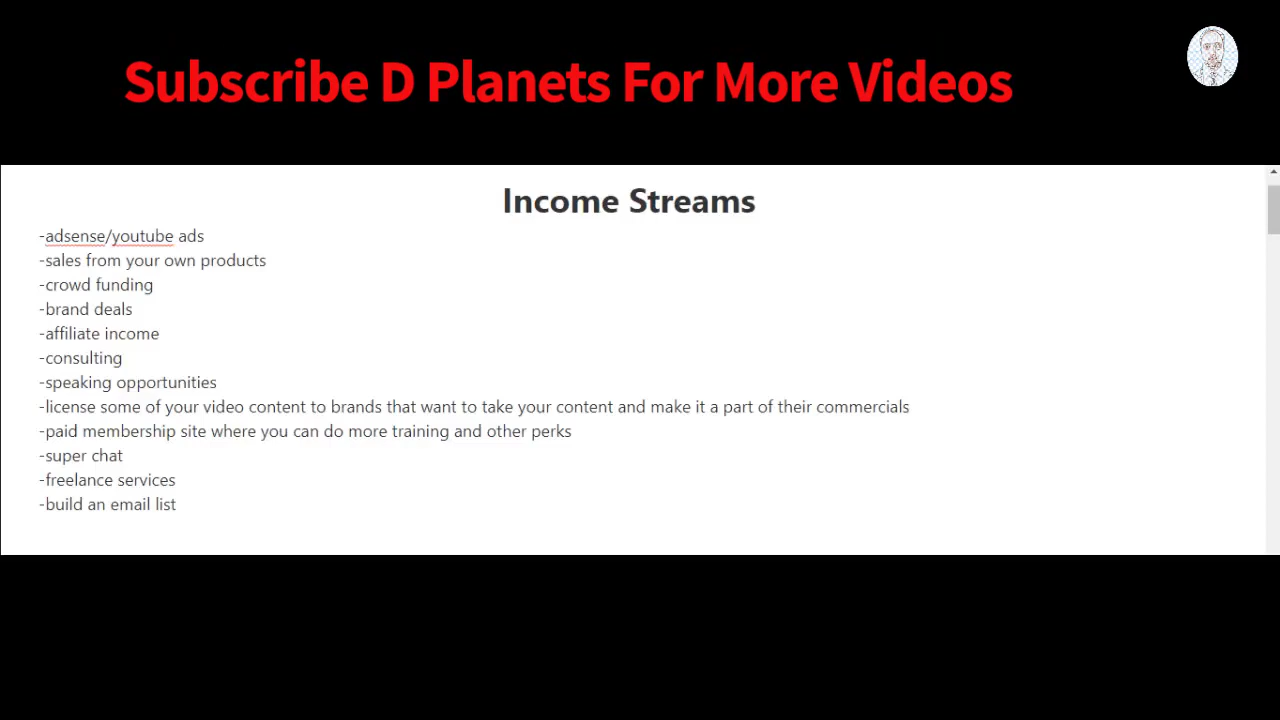 Subscribe D Planets For More Videos
Income Streams
-adsense/youtube ads
-sales from your own products
-crowd funding
-brand deals
-affiliate income
-consulting
-speaking opportunities
-license some of your video content to brands that want to take your content and make it a part of their commercials
-paid membership site where you can do more training and other perks
-super chat
-freelance services
-build an email list